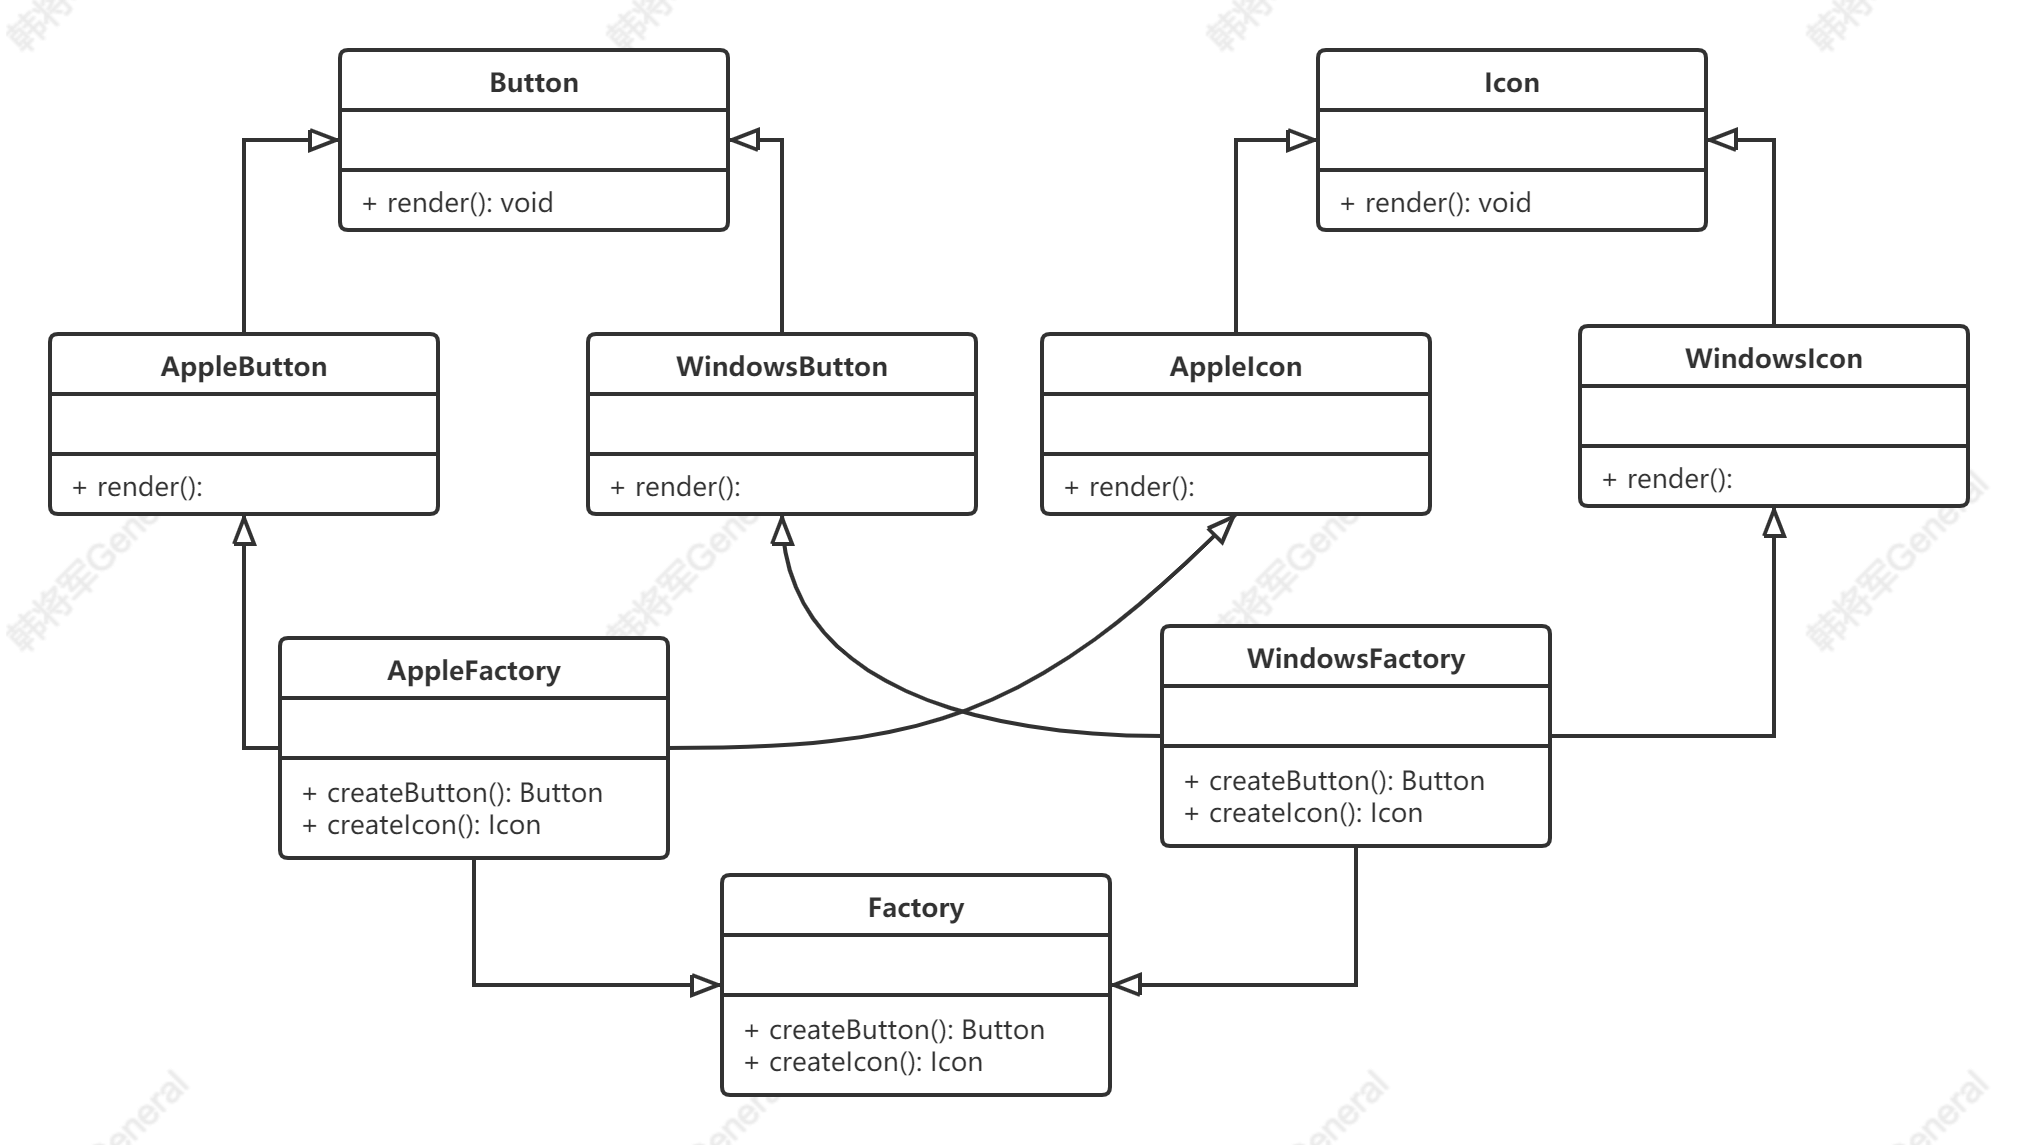 Button
+ render(): void
Icon
+ render(): void
AppleButton
+ render():
WindowsButton
+ render():
AppleIcon
+ render():
WindowsIcon
+ render():
AppleFactory
+ createButton(): Button
+ createIcon(): Icon
WindowsFactory
+ createButton(): Button
+ createIcon(): Icon
Factory
+ createButton(): Button
+ createIcon(): Icon
韩将军General